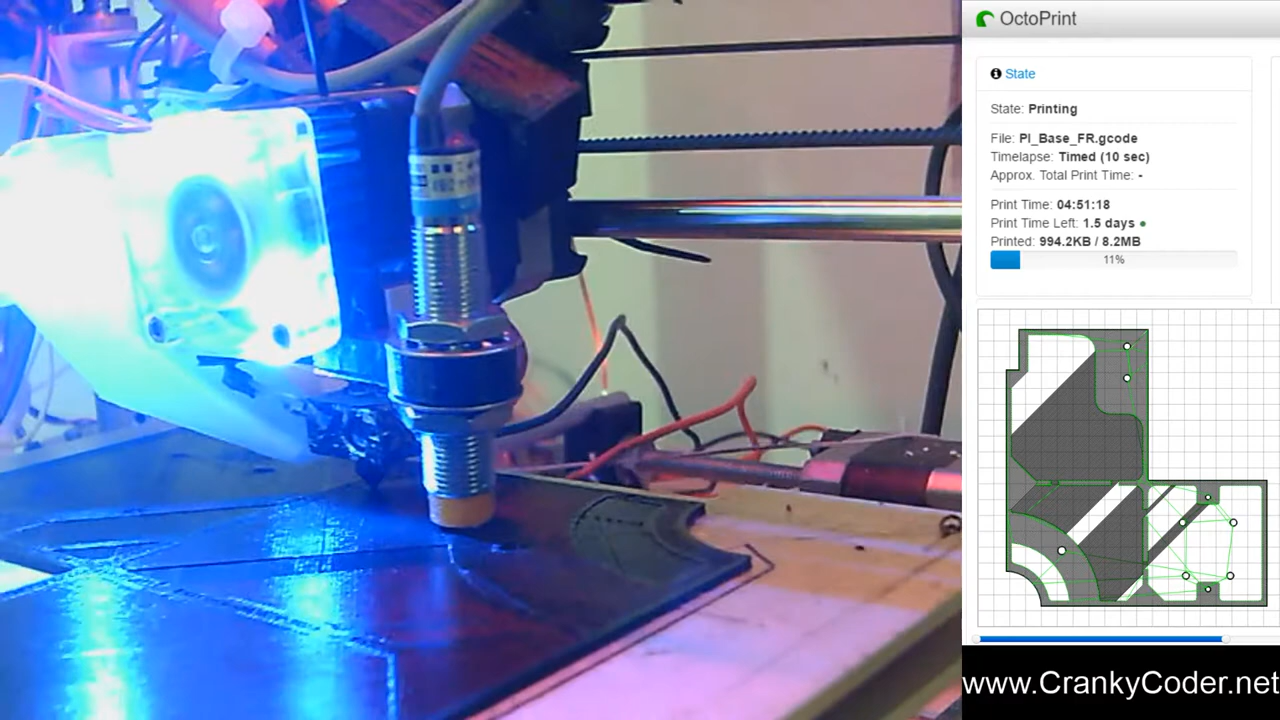 OctoPrint
State
State: Printing
File: PI_Base_FR.gcode
Timelapse: Timed (10 sec)
Approx. Total Print Time: -
Print Time: 04:51:18
Print Time Left: 1.5 days
Printed: 994.2KB / 8.2MB
11%
www.CrankyCoder.net